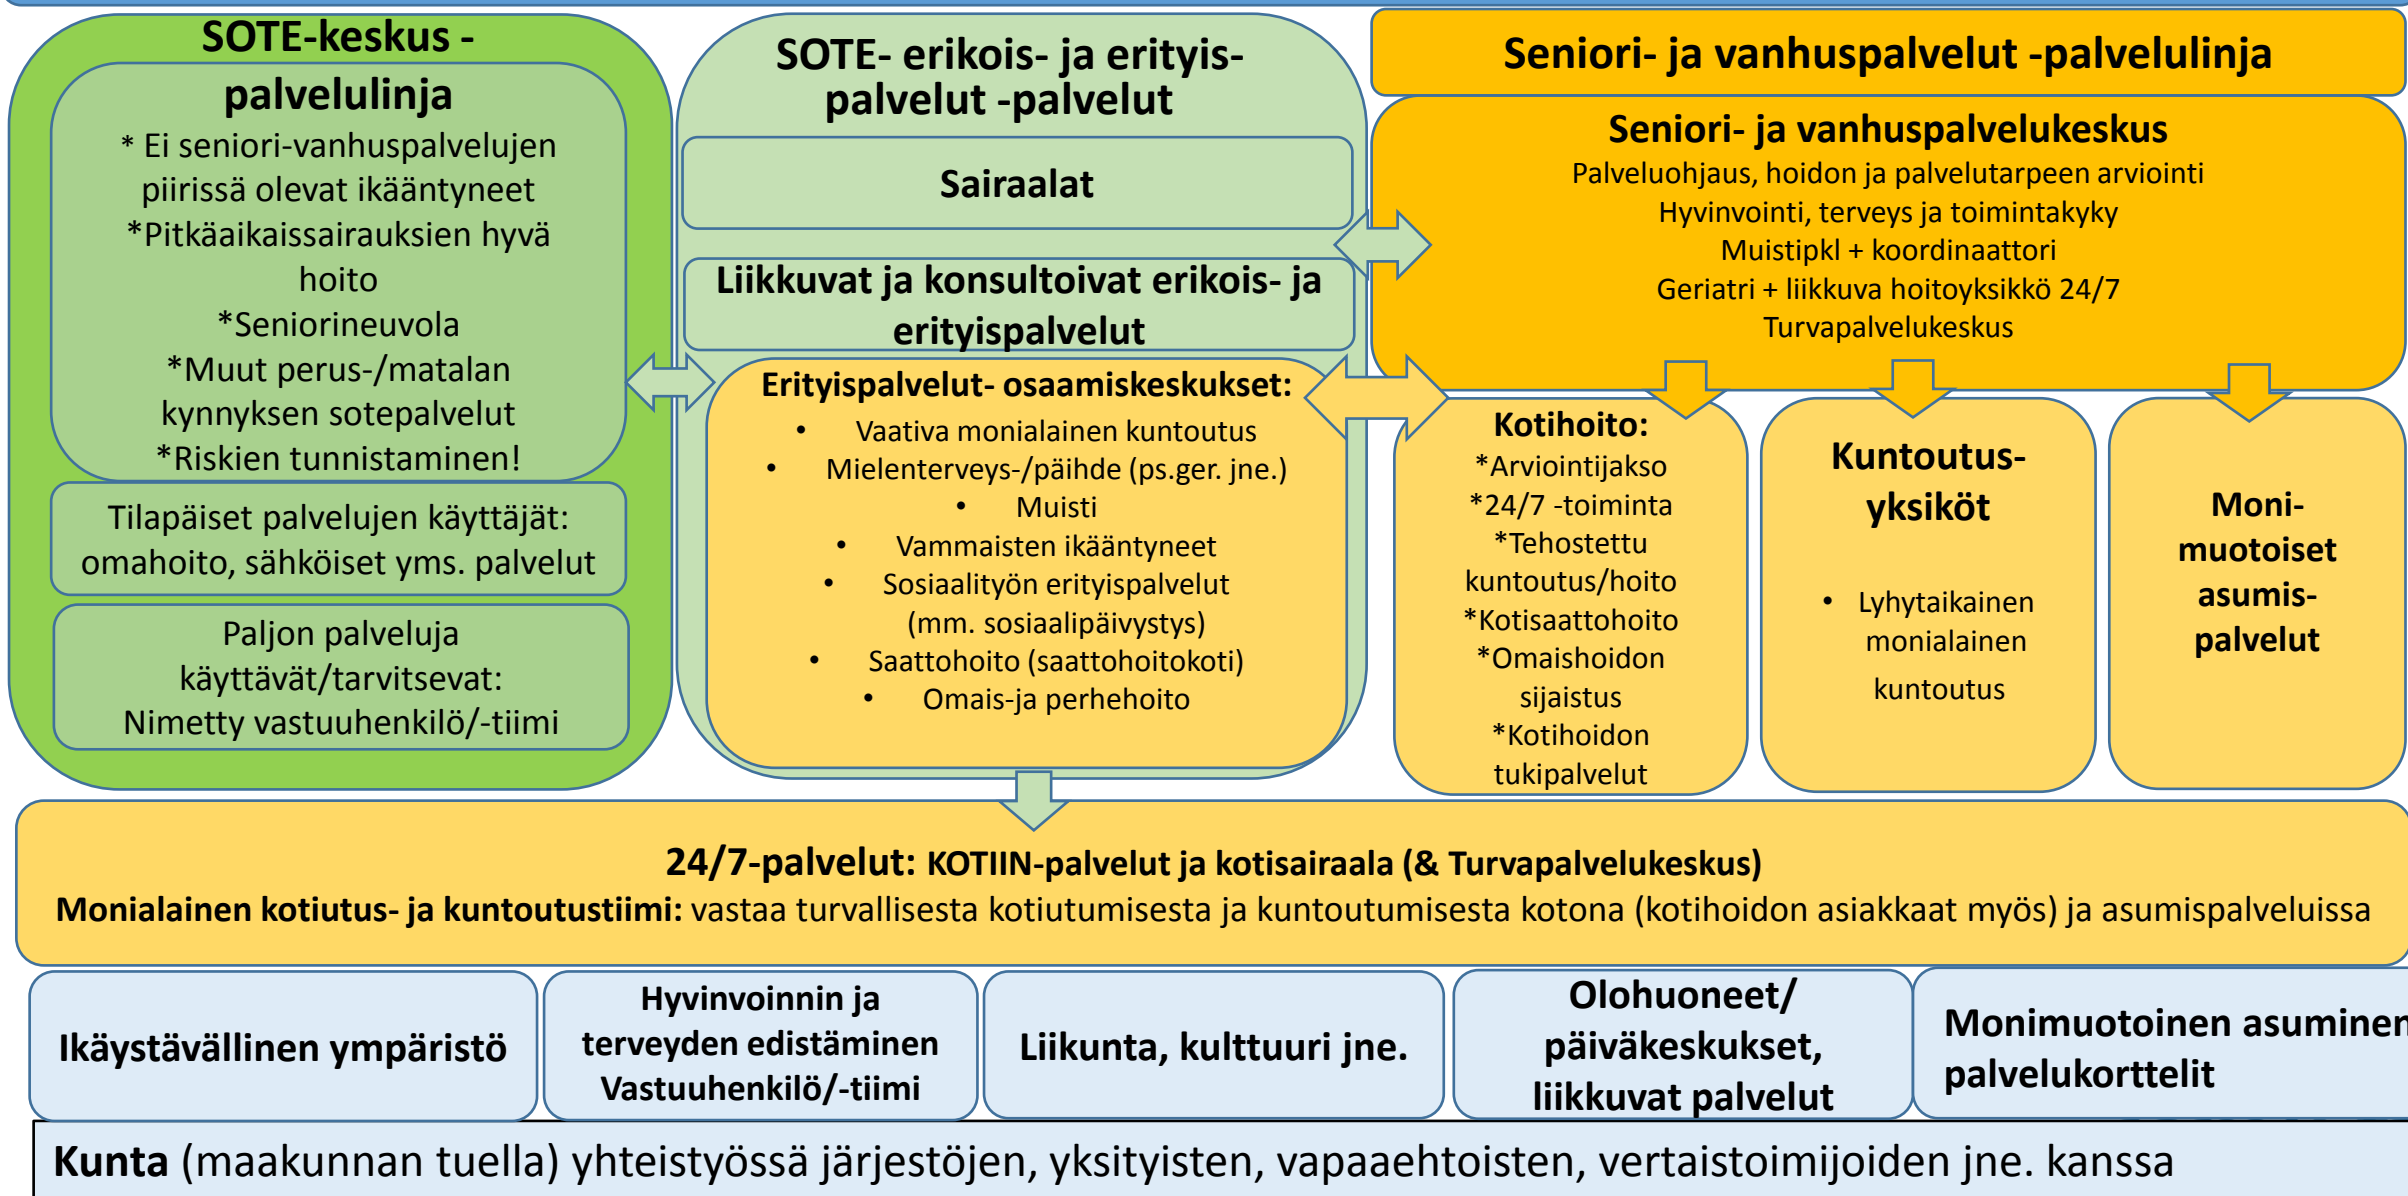 SOTE-keskus -
palvelulinja
* Ei seniori-vanhuspalvelujen
piirissä olevat ikääntyneet
*Pitkäaikaissairauksien hyvä
hoito
*Seniorineuvola
*Muut perus-/matalan
kynnyksen sotepalvelut
*Riskien tunnistaminen!
Tilapäiset palvelujen käyttäjät:
omahoito, sähköiset yms. palvelut
Paljon palveluja
käyttävät/tarvitsevat:
Nimetty vastuuhenkilö/-tiimi
SOTE- erikois- ja erityis-
palvelut -palvelut
Sairaalat
Liikkuvat ja konsultoivat erikois- ja
erityispalvelut
Erityispalvelut- osaamiskeskukset:
• Vaativa monialainen kuntoutus
• Mielenterveys-/päihde (ps.ger. jne.)
• Muisti
• Vammaisten ikääntyneet
• Sosiaalityön erityispalvelut
(mm. sosiaalipäivystys)
• Saattohoito (saattohoitokoti)
• Omais-ja perhehoito
Seniori- ja vanhuspalvelut -palvelulinja
Seniori- ja vanhuspalvelukeskus
Palveluohjaus, hoidon ja palvelutarpeen arviointi
Hyvinvointi, terveys ja toimintakyky
Muistipkl + koordinaattori
Geriatri + liikkuva hoitoyksikkö 24/7
Turvapalvelukeskus
Kotihoito:
*Arviointijakso
*24/7 -toiminta
*Tehostettu
kuntoutus/hoito
*Kotisaattohoito
*Omaishoidon
sijaistus
*Kotihoidon
tukipalvelut
Kuntoutus-
yksiköt
• Lyhytaikainen
monialainen
kuntoutus
Moni-
muotoiset
asumis-
palvelut
24/7-palvelut: KOTIIN-palvelut ja kotisairaala (& Turvapalvelukeskus)
Monialainen kotiutus- ja kuntoutustiimi: vastaa turvallisesta kotiutumisesta ja kuntoutumisesta kotona (kotihoidon asiakkaat myös) ja asumispalveluissa
Ikäystävällinen ympäristö
Hyvinvoinnin ja
terveyden edistäminen
Vastuuhenkilö/-tiimi
Liikunta, kulttuuri jne.
Olohuoneet/
päiväkeskukset,
liikkuvat palvelut
Monimuotoinen asuminen
palvelukorttelit
Kunta (maakunnan tuella) yhteistyössä järjestöjen, yksityisten, vapaaehtoisten, vertaistoimijoiden jne. kanssa